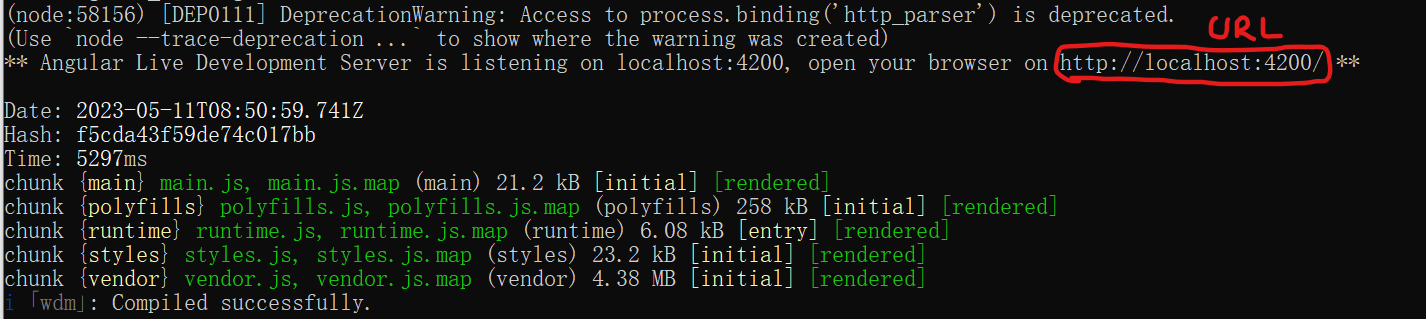 (node:58156) [DEP0111] DeprecationWarning: Access to process.binding('http_parser') is deprecated.
(Use `node --trace-deprecation ...` to show where the warning was created)
URL
** Angular Live Development Server is listening on localhost:4200, open your browser on http://localhost:4200/ **
Date: 2023-05-11T08:50:59.741Z
Hash: f5cda43f59de74c017bb
Time: 5297ms
chunk {main} main.js, main.js.map (main) 21.2 kB [initial] [rendered]
chunk {polyfills} polyfills.js, polyfills.js.map (polyfills) 258 kB [initial] [rendered]
chunk {runtime} runtime.js, runtime.js.map (runtime) 6.08 kB [entry] [rendered]
chunk {styles} styles.js, styles.js.map (styles) 23.2 kB [initial] [rendered]
chunk {vendor} vendor.js, vendor.js.map (vendor) 4.38 MB [initial] [rendered]
i ｢wdm｣: Compiled successfully.